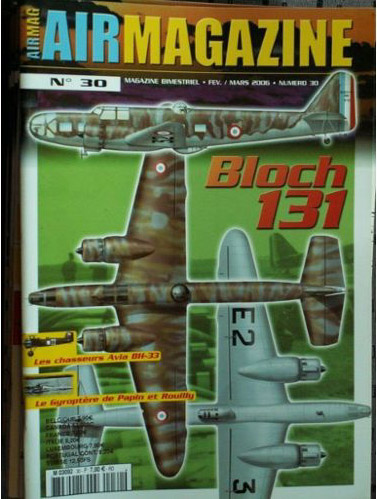 AIRMAG
AIRMAGAZINE
N° 30
MAGAZINE BIMESTRIEL • FEV. / MARS 2006 • NUMERO 30
Bloch
131
E2
3
Les chasseurs Avia BH-33
Le Gyroptère de Papin et Rouilly